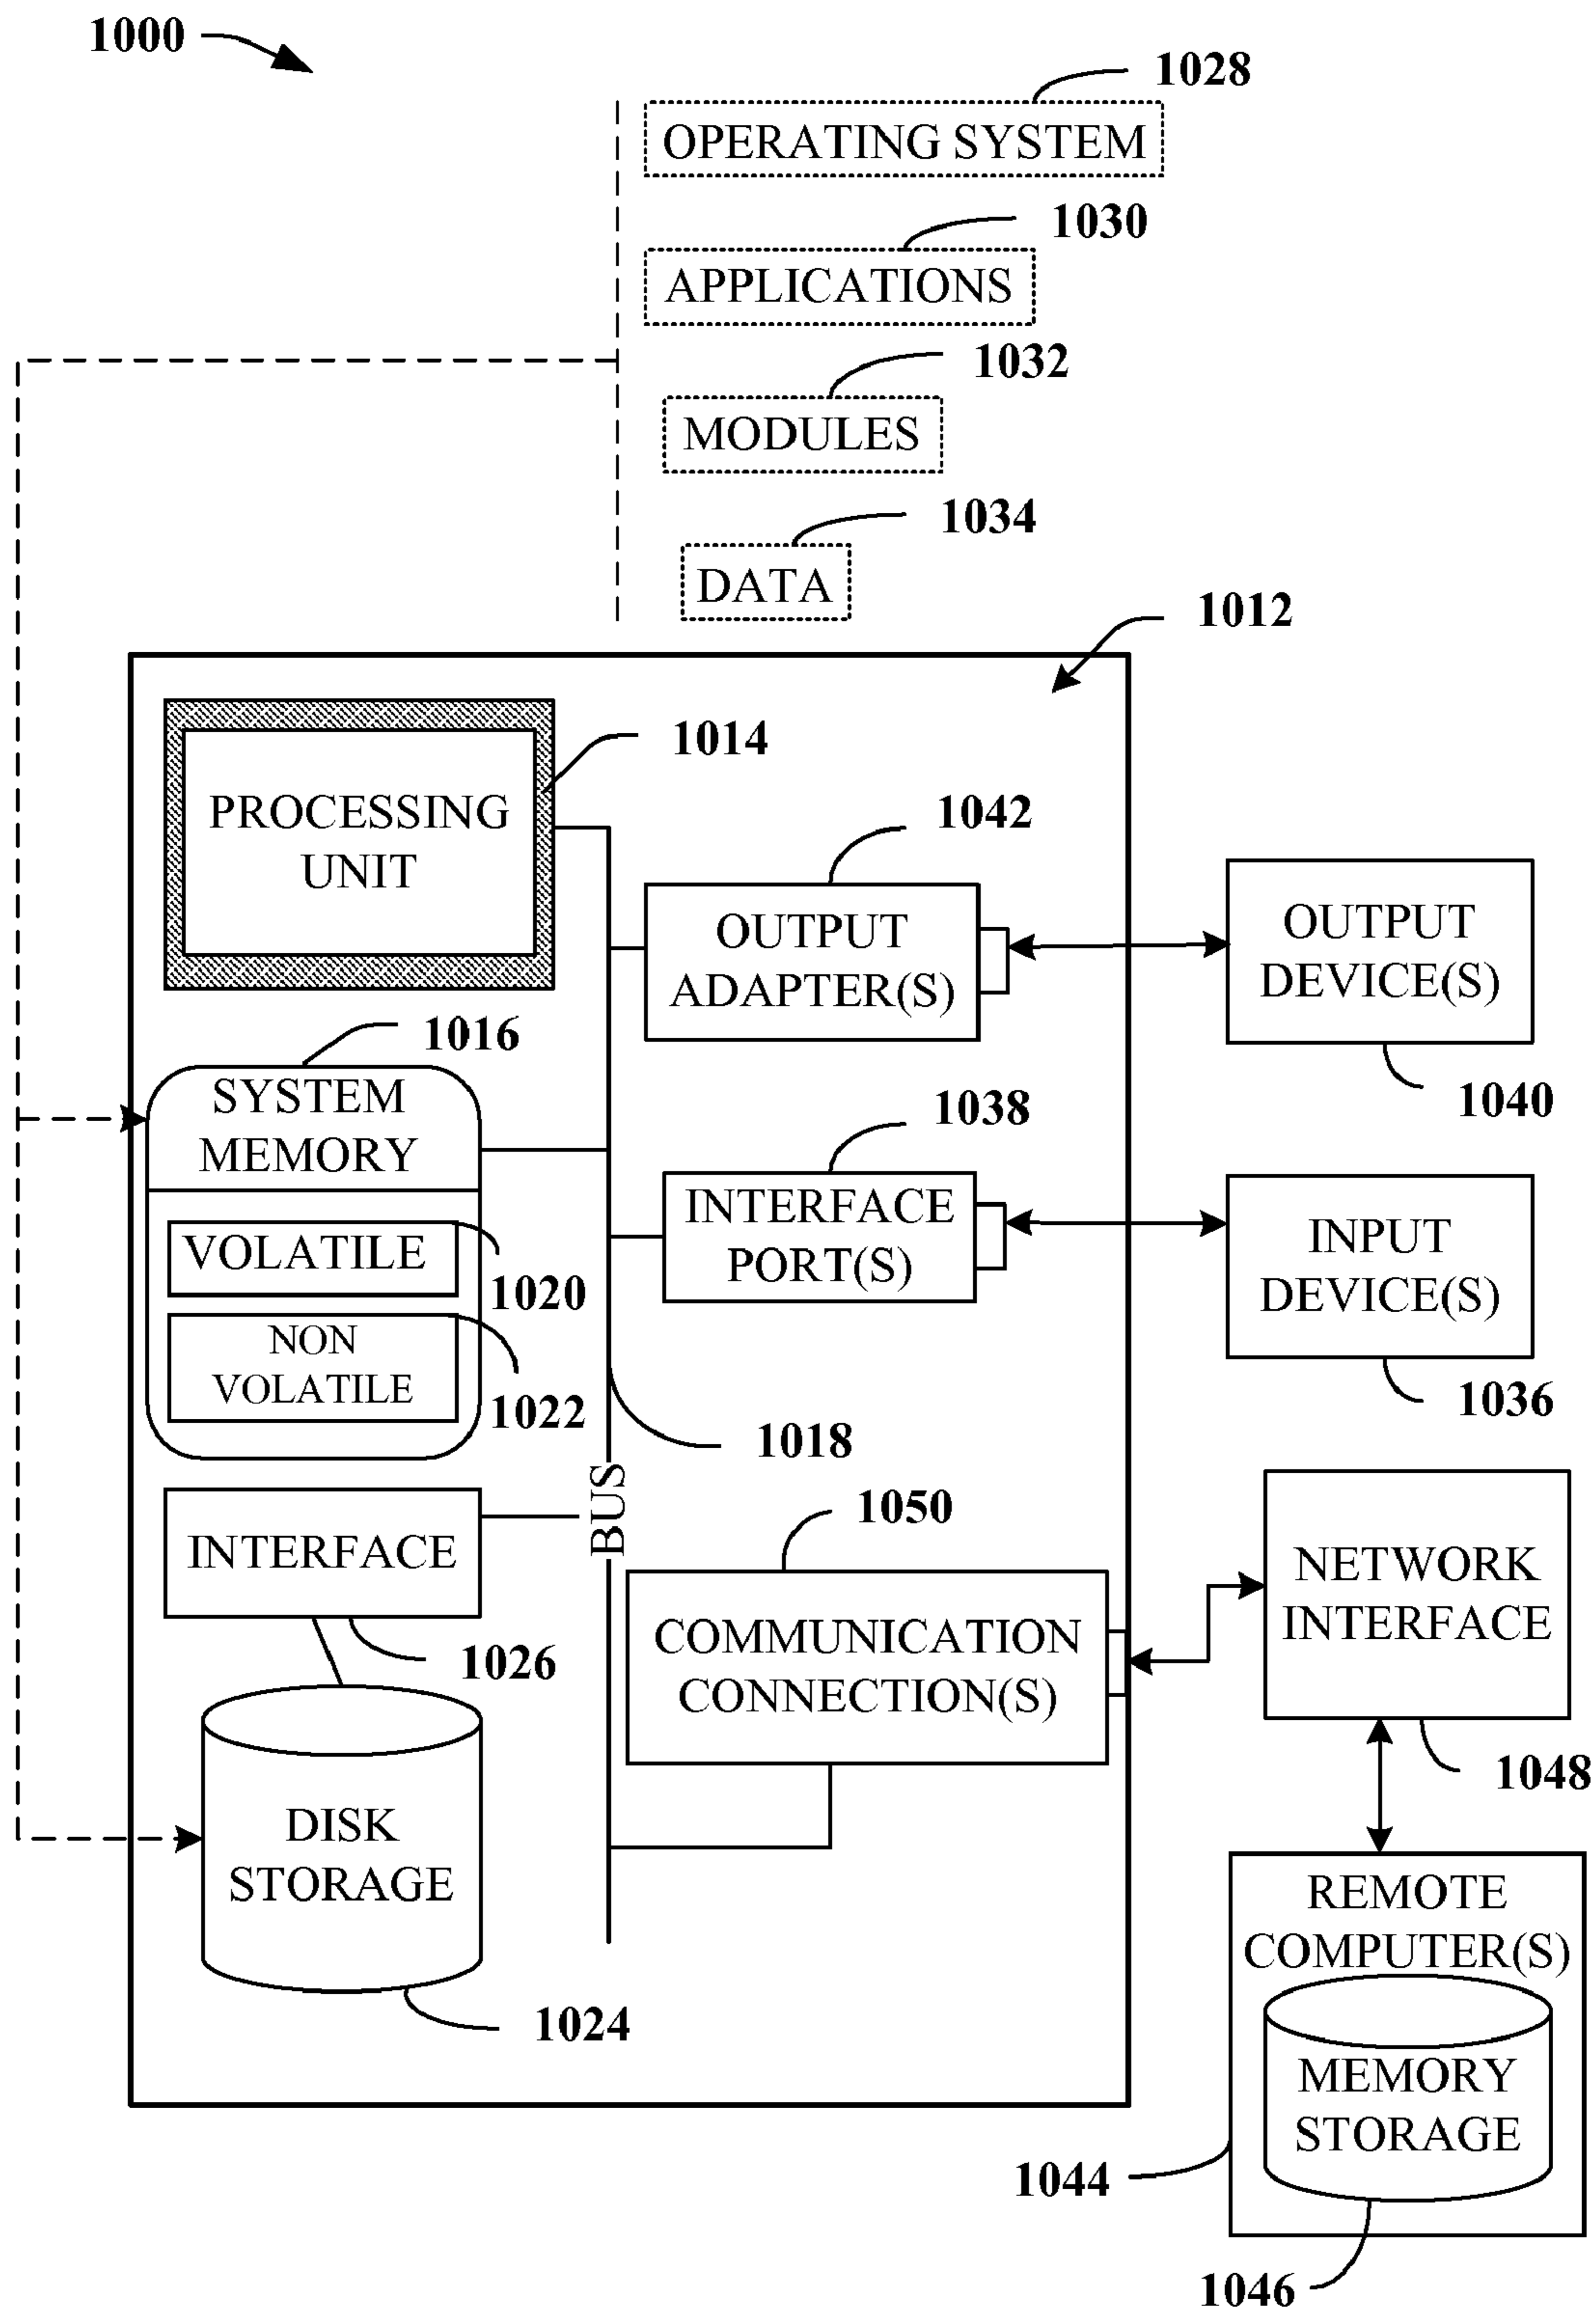 1000
1028
OPERATING SYSTEM
1030
APPLICATIONS
1032
MODULES
1034
DATA
1012
PROCESSING
UNIT
1014
1042
OUTPUT
ADAPTER(S)
OUTPUT
DEVICE(S)
1040
1016
SYSTEM
MEMORY
VOLATILE
1020
NON
VOLATILE
1022
1038
INTERFACE
PORT(S)
INPUT
DEVICE(S)
1036
1018
BUS
INTERFACE
1026
1050
COMMUNICATION
CONNECTION(S)
NETWORK
INTERFACE
1048
DISK
STORAGE
1024
REMOTE
COMPUTER(S)
MEMORY
STORAGE
1044
1046